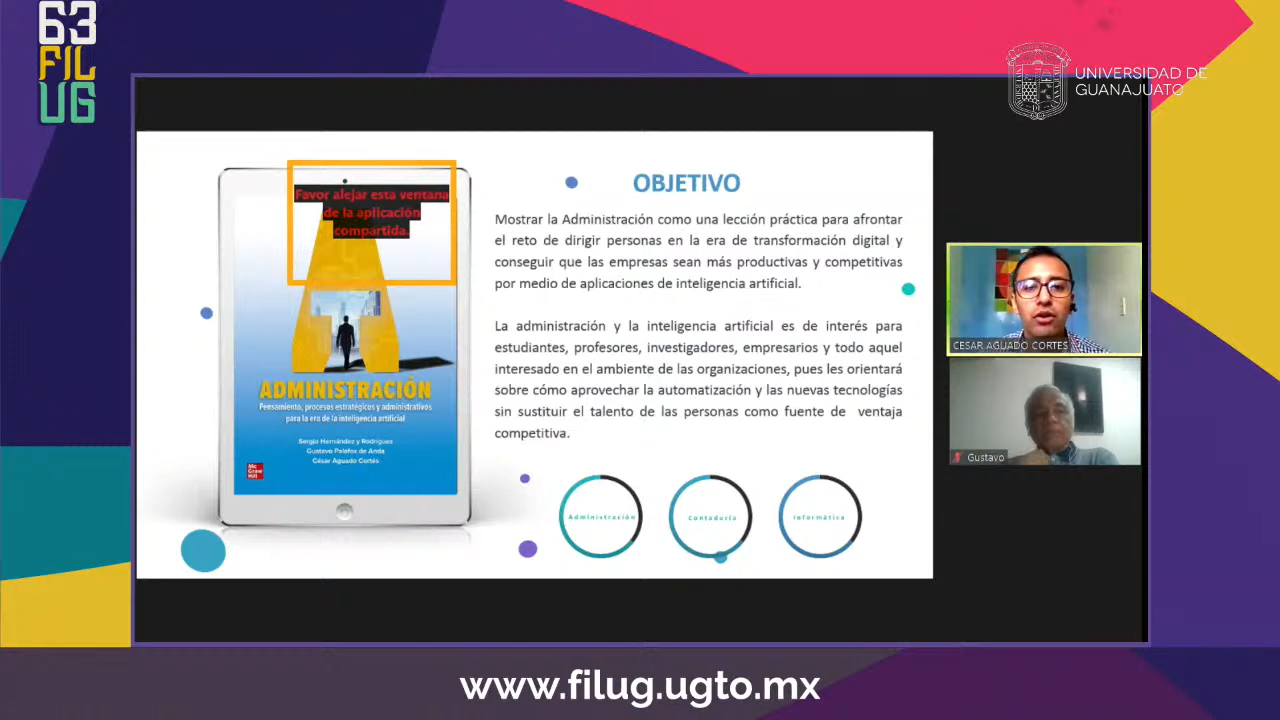 63
FIL
UG
UNIVERSIDAD DE
GUANAJUATO
Favor alejar esta ventana
de la aplicación
compartida.
ADMINISTRACIÓN
Pensamiento, procesos estratégicos y administrativos
para la era de la inteligencia artificial
Sergio Hernández y Rodríguez
Gustavo Palafox de Anda
César Aguado Cortés
Mc
Graw
Hill
OBJETIVO
Mostrar la Administración como una lección práctica para afrontar
el reto de dirigir personas en la era de transformación digital y
conseguir que las empresas sean más productivas y competitivas
por medio de aplicaciones de inteligencia artificial.
La administración y la inteligencia artificial es de interés para
estudiantes, profesores, investigadores, empresarios y todo aquel
interesado en el ambiente de las organizaciones, pues les orientará
sobre cómo aprovechar la automatización y las nuevas tecnologías
sin sustituir el talento de las personas como fuente de ventaja
competitiva.
Administración
Contaduría
Informática
CESAR AGUADO CORTES
Gustavo
www.filug.ugto.mx